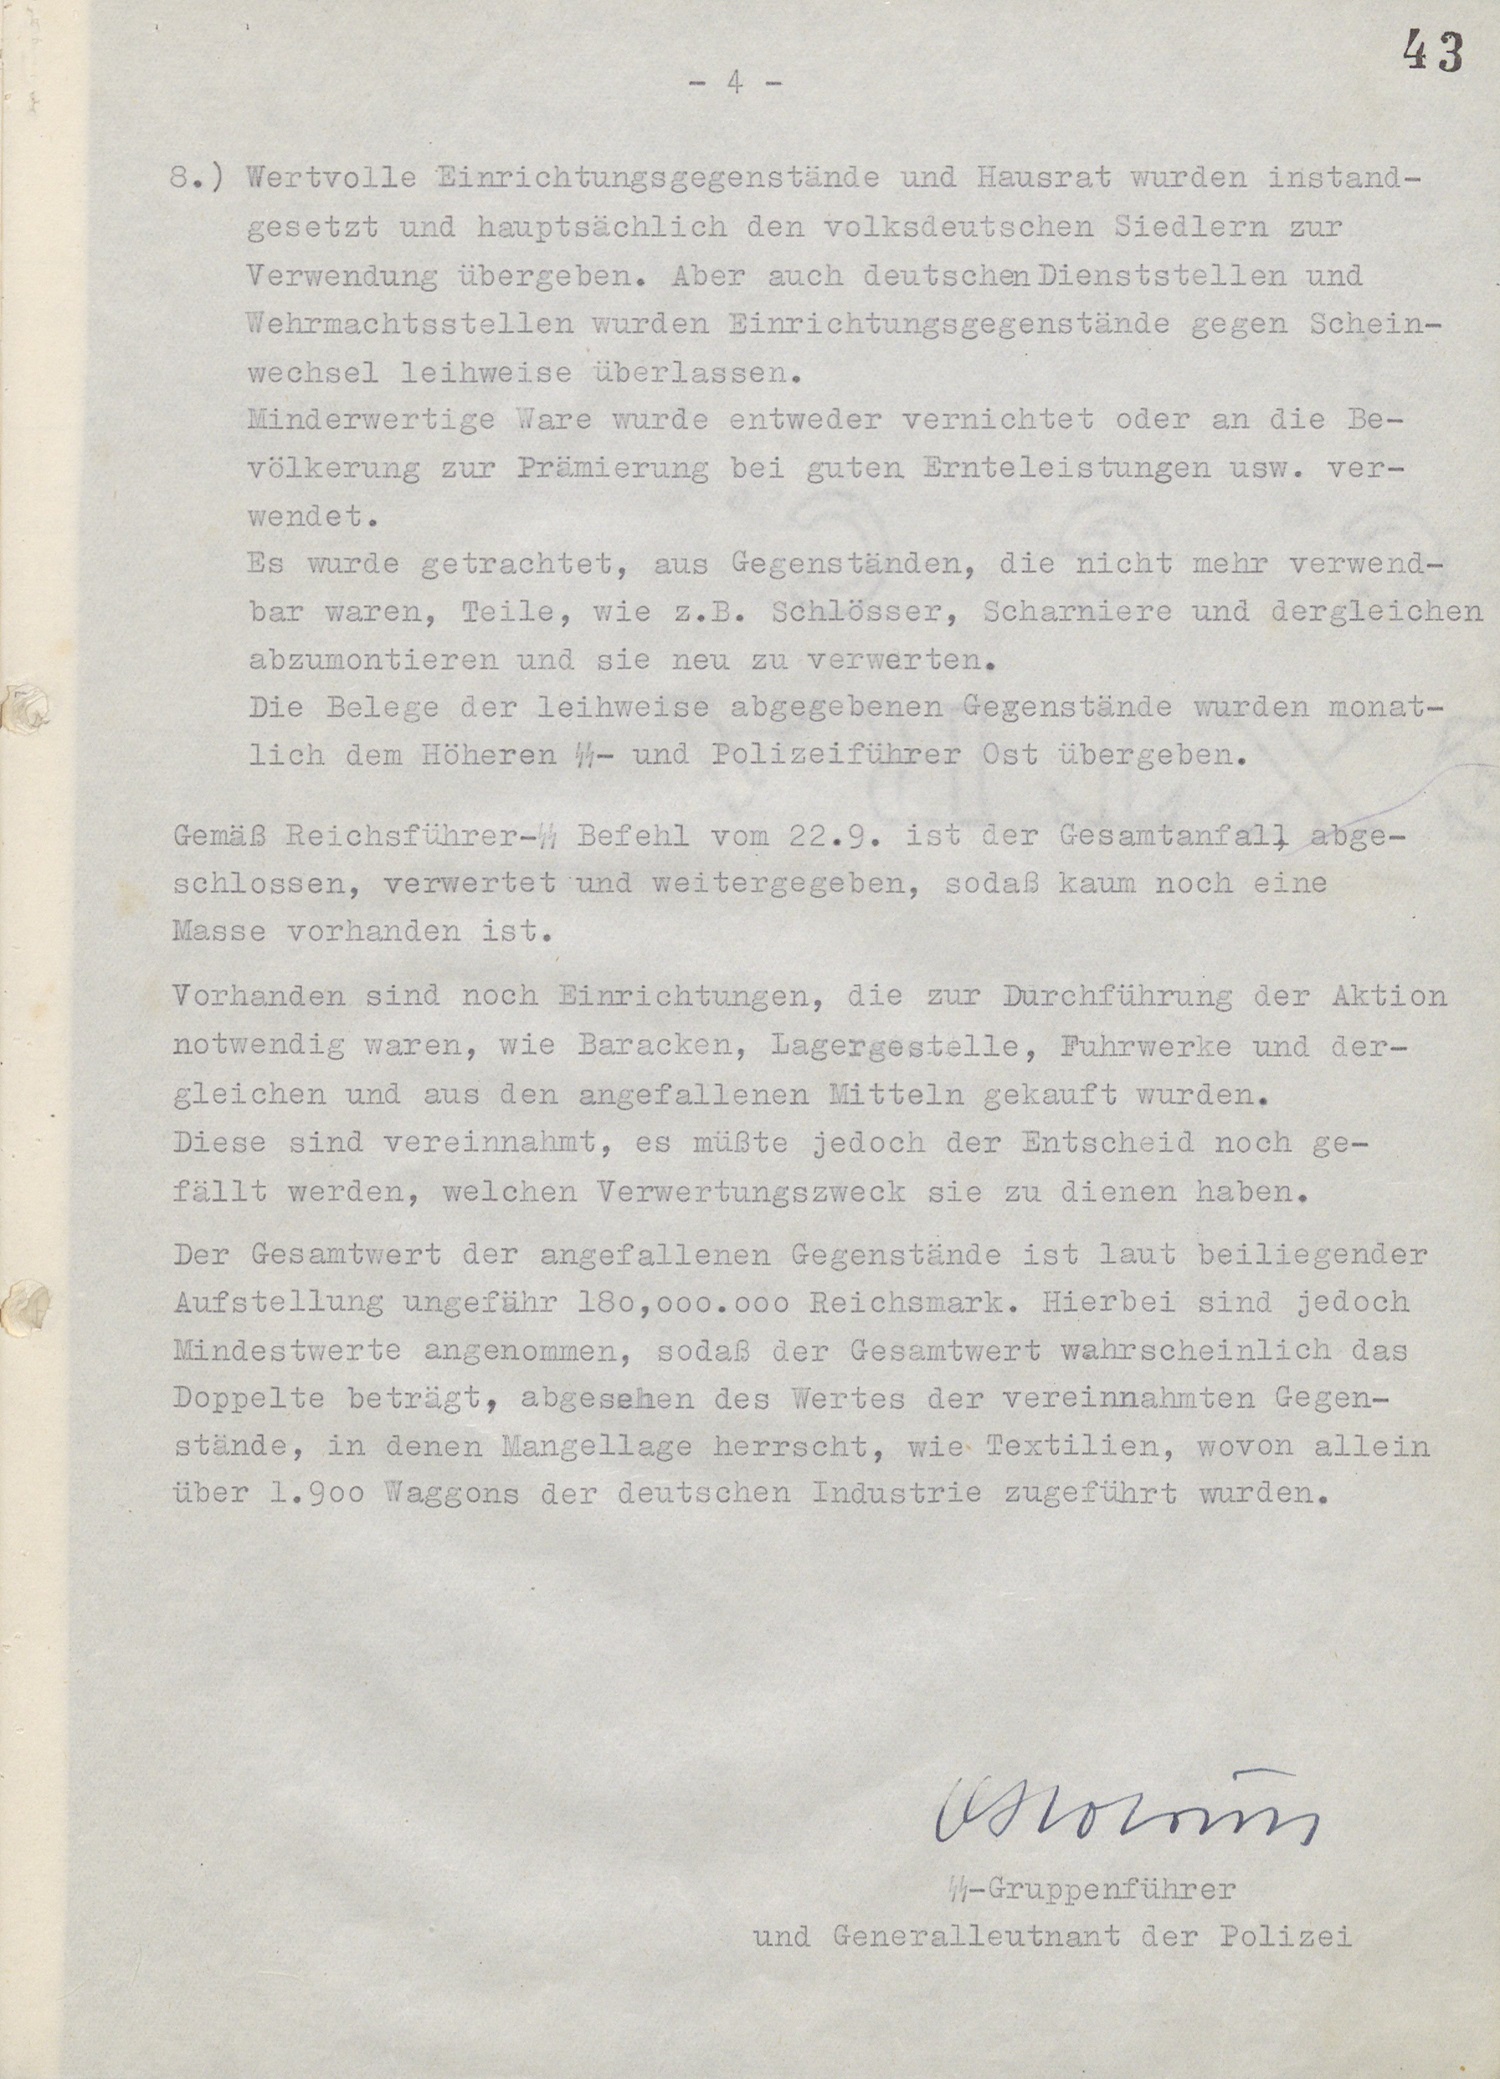 43
- 4 -
8.) Wertvolle Einrichtungsgegenstände und Hausrat wurden instand-
gesetzt und hauptsächlich den volksdeutschen Siedlern zur
Verwendung übergeben. Aber auch deutschen Dienststellen und
Wehrmachtsstellen wurden Einrichtungsgegenstände gegen Schein-
wechsel leihweise überlassen.
Minderwertige Ware wurde entweder vernichtet oder an die Be-
völkerung zur Prämierung bei guten Ernteleistungen usw. ver-
wendet.
Es wurde getrachtet, aus Gegenständen, die nicht mehr verwend-
bar waren, Teile, wie z.B. Schlösser, Scharniere und dergleichen
abzumontieren und sie neu zu verwerten.
Die Belege der leihweise abgegebenen Gegenstände wurden monat-
lich dem Höheren ᛋᛋ- und Polizeiführer Ost übergeben.
Gemäß Reichsführer-ᛋᛋ Befehl vom 22.9. ist der Gesamtanfall abge-
schlossen, verwertet und weitergegeben, sodaß kaum noch eine
Masse vorhanden ist.
Vorhanden sind noch Einrichtungen, die zur Durchführung der Aktion
notwendig waren, wie Baracken, Lagergestelle, Fuhrwerke und der-
gleichen und aus den angefallenen Mitteln gekauft wurden.
Diese sind vereinnahmt, es müßte jedoch der Entscheid noch ge-
fällt werden, welchen Verwertungszweck sie zu dienen haben.
Der Gesamtwert der angefallenen Gegenstände ist laut beiliegender
Aufstellung ungefähr 180,000.000 Reichsmark. Hierbei sind jedoch
Mindestwerte angenommen, sodaß der Gesamtwert wahrscheinlich das
Doppelte beträgt, abgesehen des Wertes der vereinnahmten Gegen-
stände, in denen Mangellage herrscht, wie Textilien, wovon allein
über 1.900 Waggons der deutschen Industrie zugeführt wurden.
ᛋᛋ-Gruppenführer
und Generalleutnant der Polizei